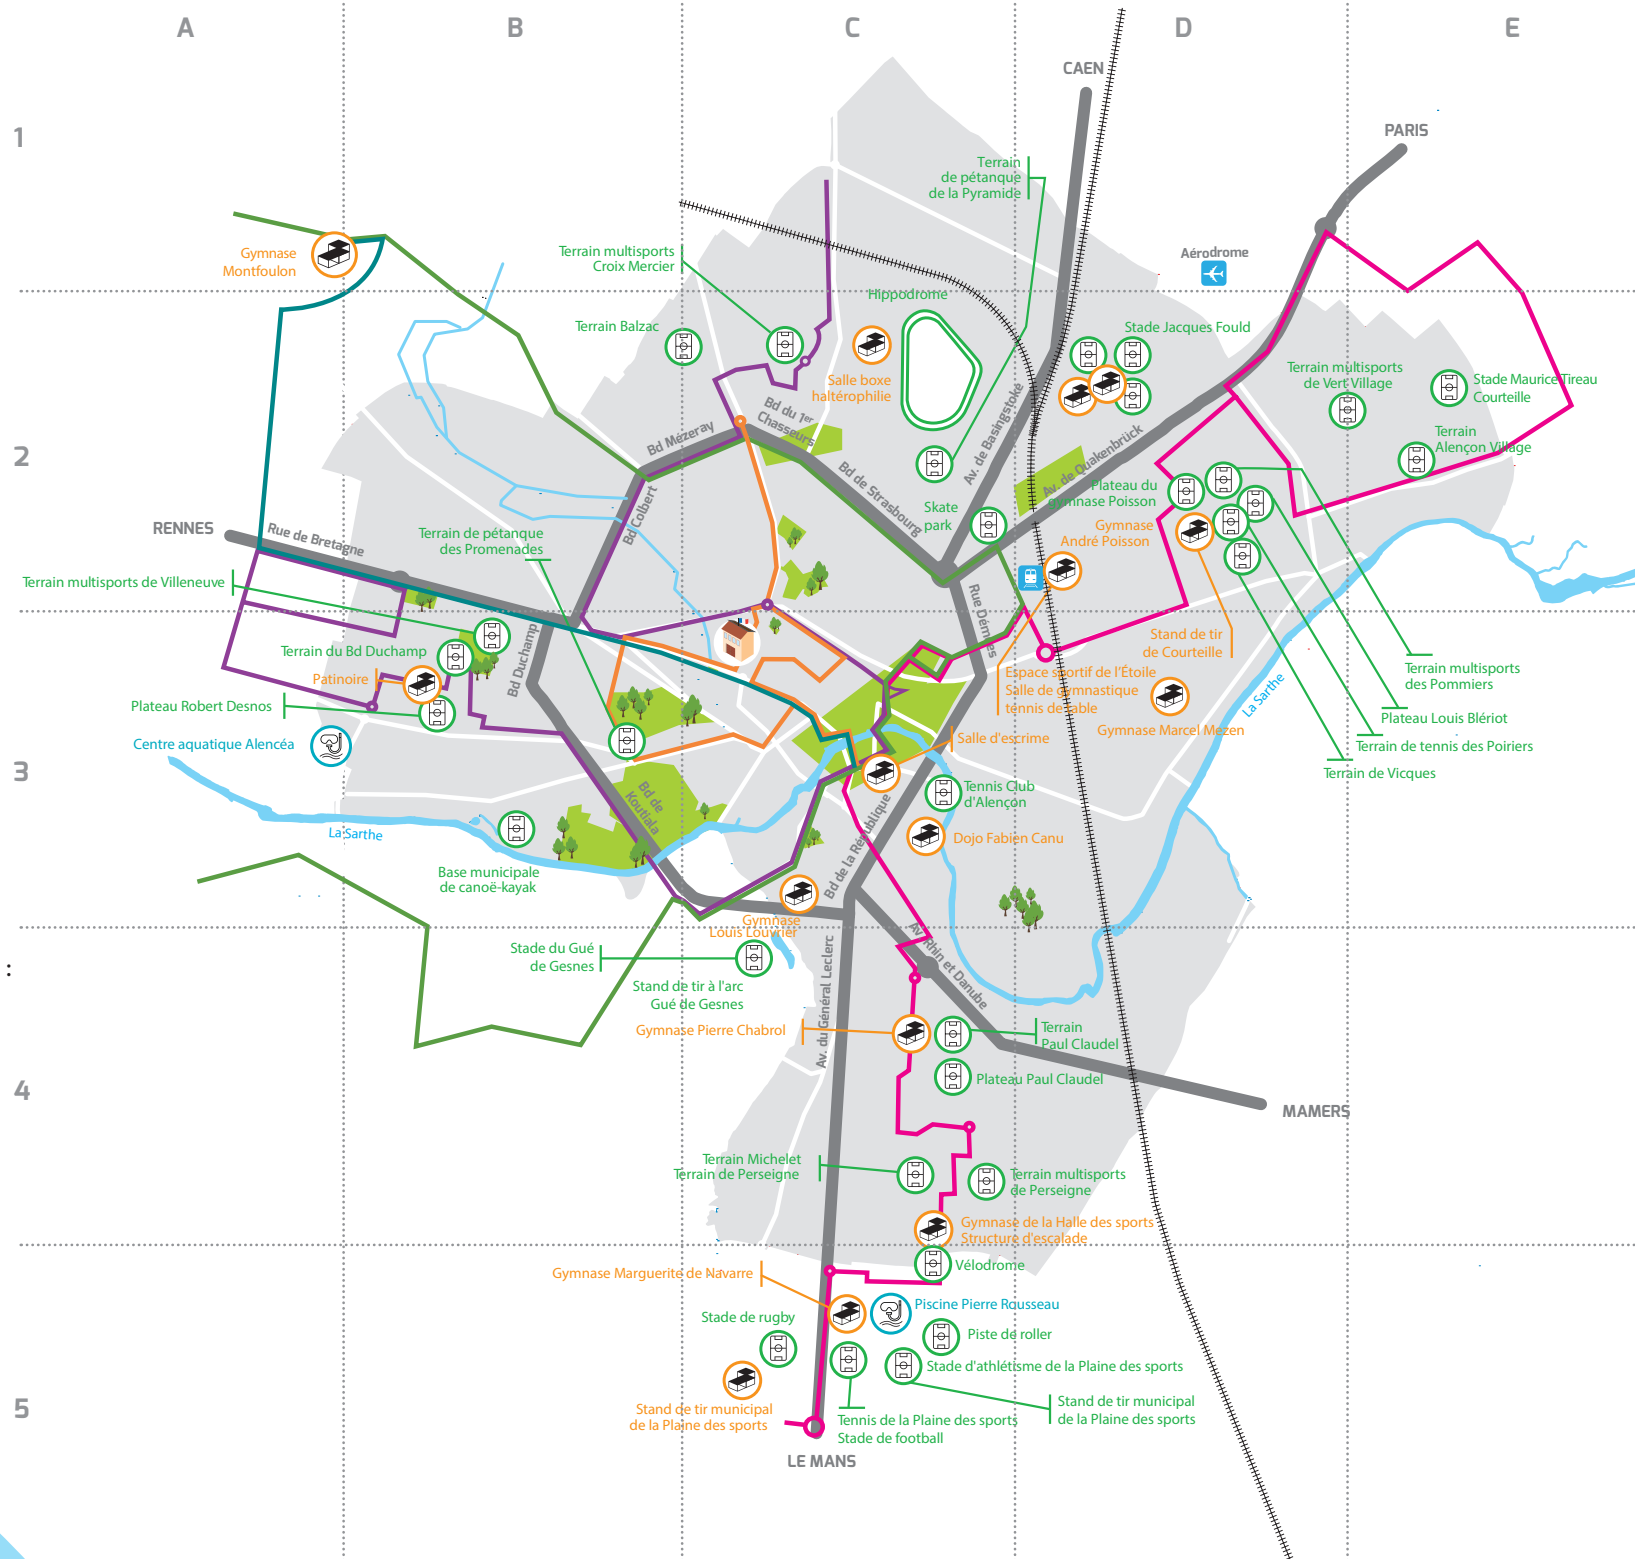 A B C D E
CAEN
1
PARIS
Terrain
de pétanque
de la Pyramide
Gymnase
Montfoulon
Terrain multisports
Croix Mercier
Aérodrome
Hippodrome
Terrain Balzac
Stade Jacques Fould
Salle boxe
haltérophilie
Terrain multisports
de Vert Village
Stade Maurice Tireau
Courteille
Bd du 1er
Chasseurs
Bd Mézeray
Av. de Basingstoke
Av. de Quakenbrück
Terrain
Alençon Village
2
Bd de Strasbourg
Bd Colbert
Plateau du
gymnase Poisson
Skate
park
RENNES
Rue de Bretagne
Terrain de pétanque
des Promenades
Gymnase
André Poisson
Terrain multisports de Villeneuve
Rue Démées
Terrain du Bd Duchamp
Bd Duchamp
Stand de tir
de Courteille
Patinoire
Espace sportif de l'Étoile
Salle de gymnastique
tennis de table
Terrain multisports
des Pommiers
Plateau Robert Desnos
La Sarthe
Plateau Louis Blériot
Gymnase Marcel Mezen
Centre aquatique Alencéa
Salle d'escrime
Terrain de tennis des Poiriers
3
Terrain de Vicques
Bd de
Koutiala
Tennis Club
d'Alençon
La Sarthe
Bd de la République
Dojo Fabien Canu
Base municipale
de canoë-kayak
Gymnase
Louis Louvrier
Stade du Gué
de Gesnes
Av. Rhin et Danube
Av. du Général Leclerc
:
Stand de tir à l'arc
Gué de Gesnes
Gymnase Pierre Chabrol
Terrain
Paul Claudel
Plateau Paul Claudel
4
MAMERS
Terrain Michelet
Terrain de Perseigne
Terrain multisports
de Perseigne
Gymnase de la Halle des sports
Structure d'escalade
Vélodrome
Gymnase Marguerite de Navarre
Piscine Pierre Rousseau
Stade de rugby
Piste de roller
Stade d'athlétisme de la Plaine des sports
5
Stand de tir municipal
de la Plaine des sports
Stand de tir municipal
de la Plaine des sports
Tennis de la Plaine des sports
Stade de football
LE MANS